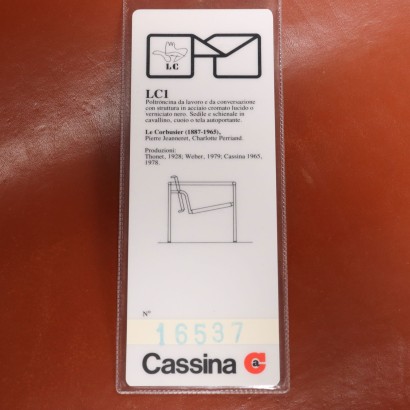 LC
LC1
Poltroncina da lavoro e da conversazione
con struttura in acciaio cromato lucido o
verniciato nero. Sedile e schienale in
cavallino, cuoio o tela autoportante.
Le Corbusier (1887-1965),
Pierre Jeanneret, Charlotte Perriand.
Produzioni:
Thonet, 1928; Weber, 1979; Cassina 1965,
1978.
N°
16537
Cassina a